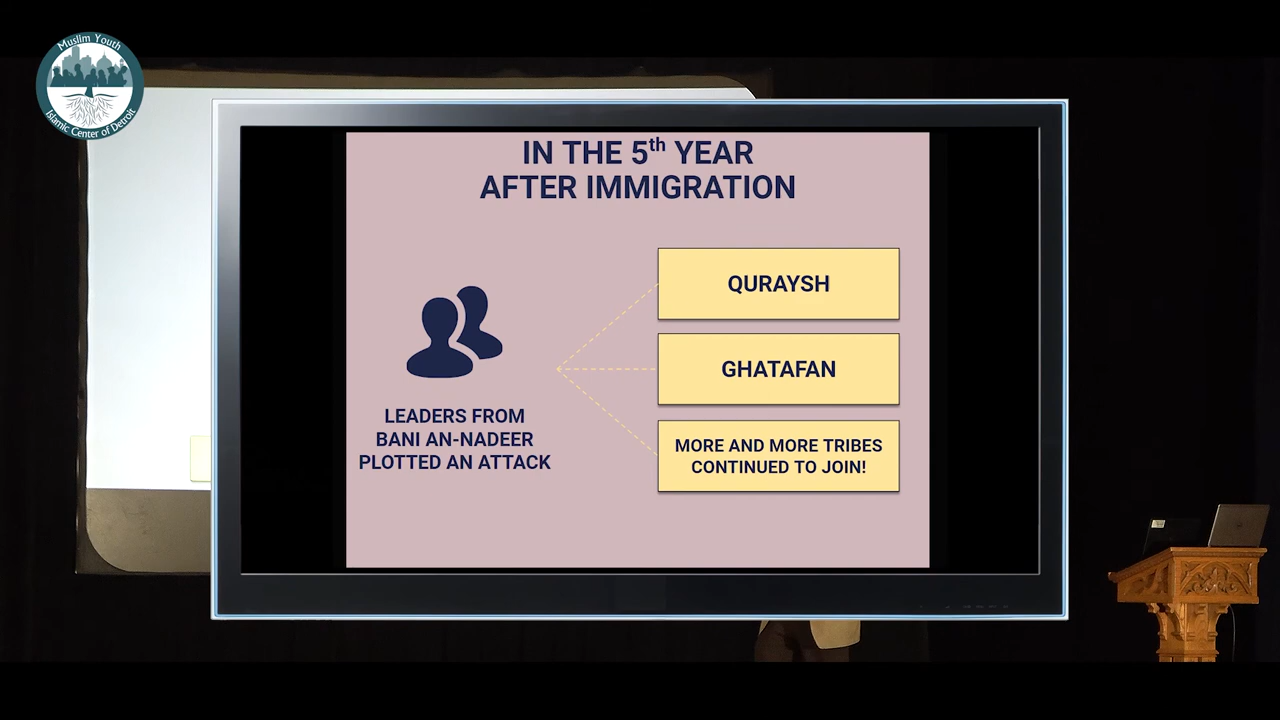 Muslim Youth
Islamic Center of Detroit
IN THE 5th YEAR
AFTER IMMIGRATION
LEADERS FROM
BANI AN-NADEER
PLOTTED AN ATTACK
QURAYSH
GHATAFAN
MORE AND MORE TRIBES
CONTINUED TO JOIN!